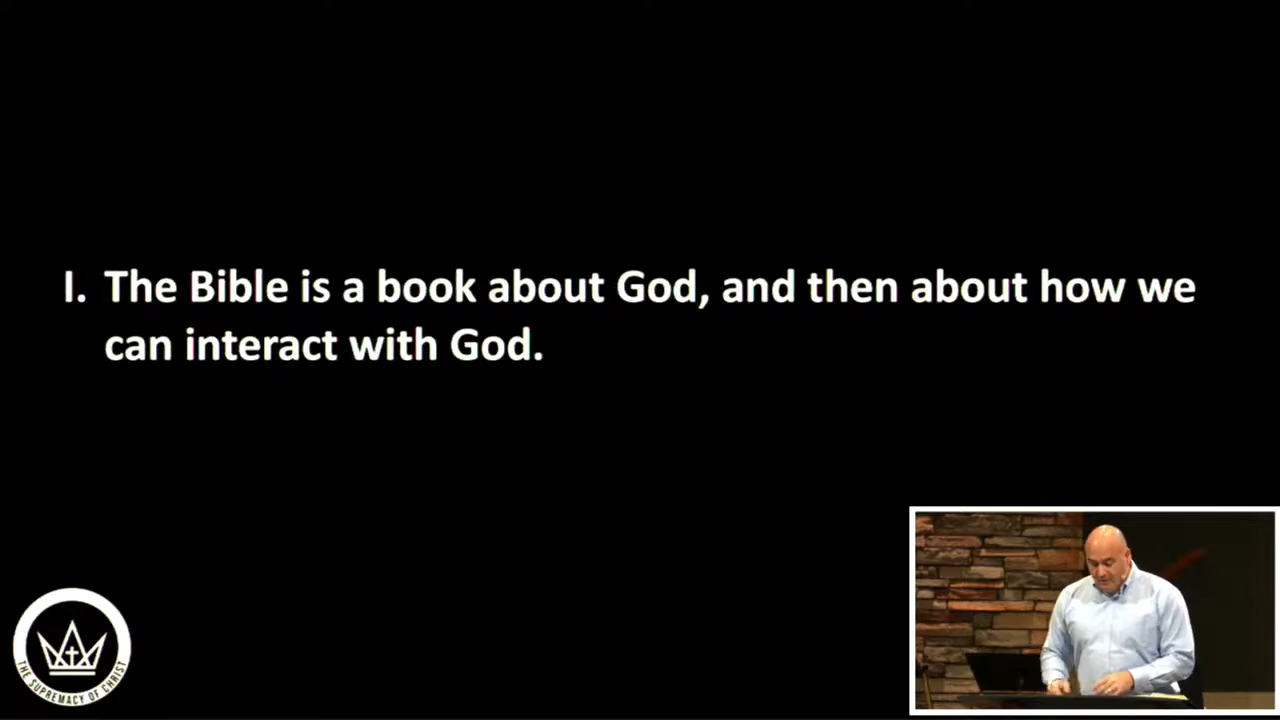 I. The Bible is a book about God, and then about how we
can interact with God.
THE SUPREMACY OF CHRIST